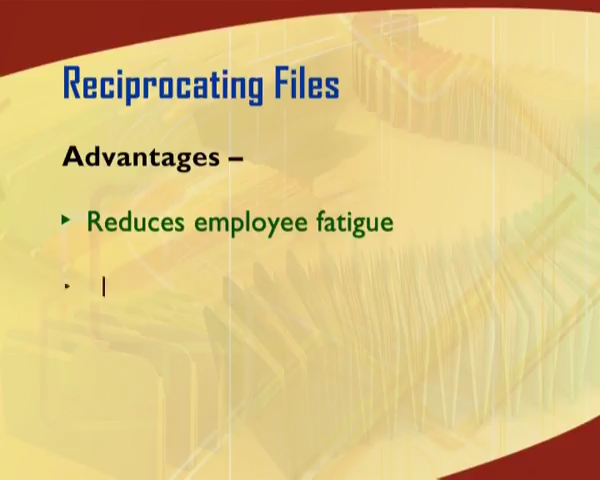 Reciprocating Files
Advantages –
‣ Reduces employee fatigue
‣ I